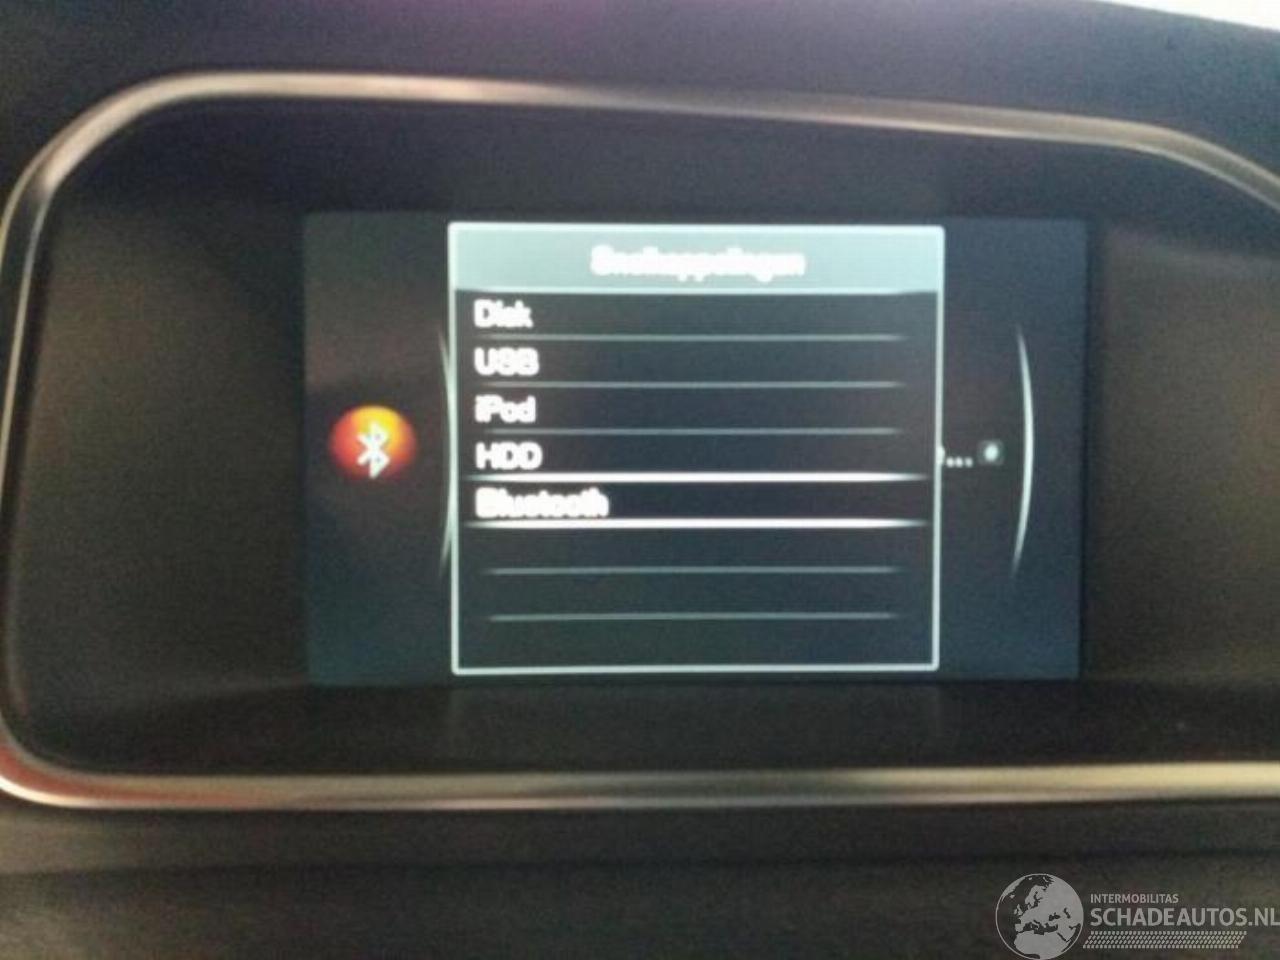 Snelkoppelingen
Disk
USB
iPod
HDD
Bluetooth
INTERMOBILITAS
SCHADEAUTOS.NL